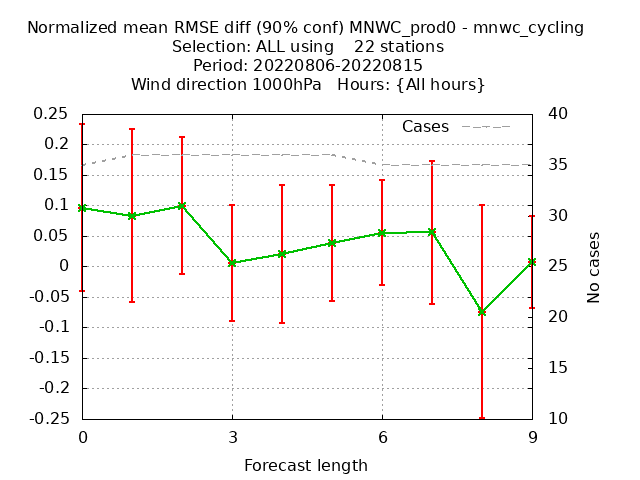 Normalized mean RMSE diff (90% conf) MNWC_prod0 - mnwc_cycling
Selection: ALL using 22 stations
Period: 20220806-20220815
Wind direction 1000hPa Hours: {All hours}
Cases
0.25
0.2
0.15
0.1
0.05
0
-0.05
-0.1
-0.15
-0.2
-0.25
40
35
30
25
20
15
10
No cases
0 3 6 9
Forecast length